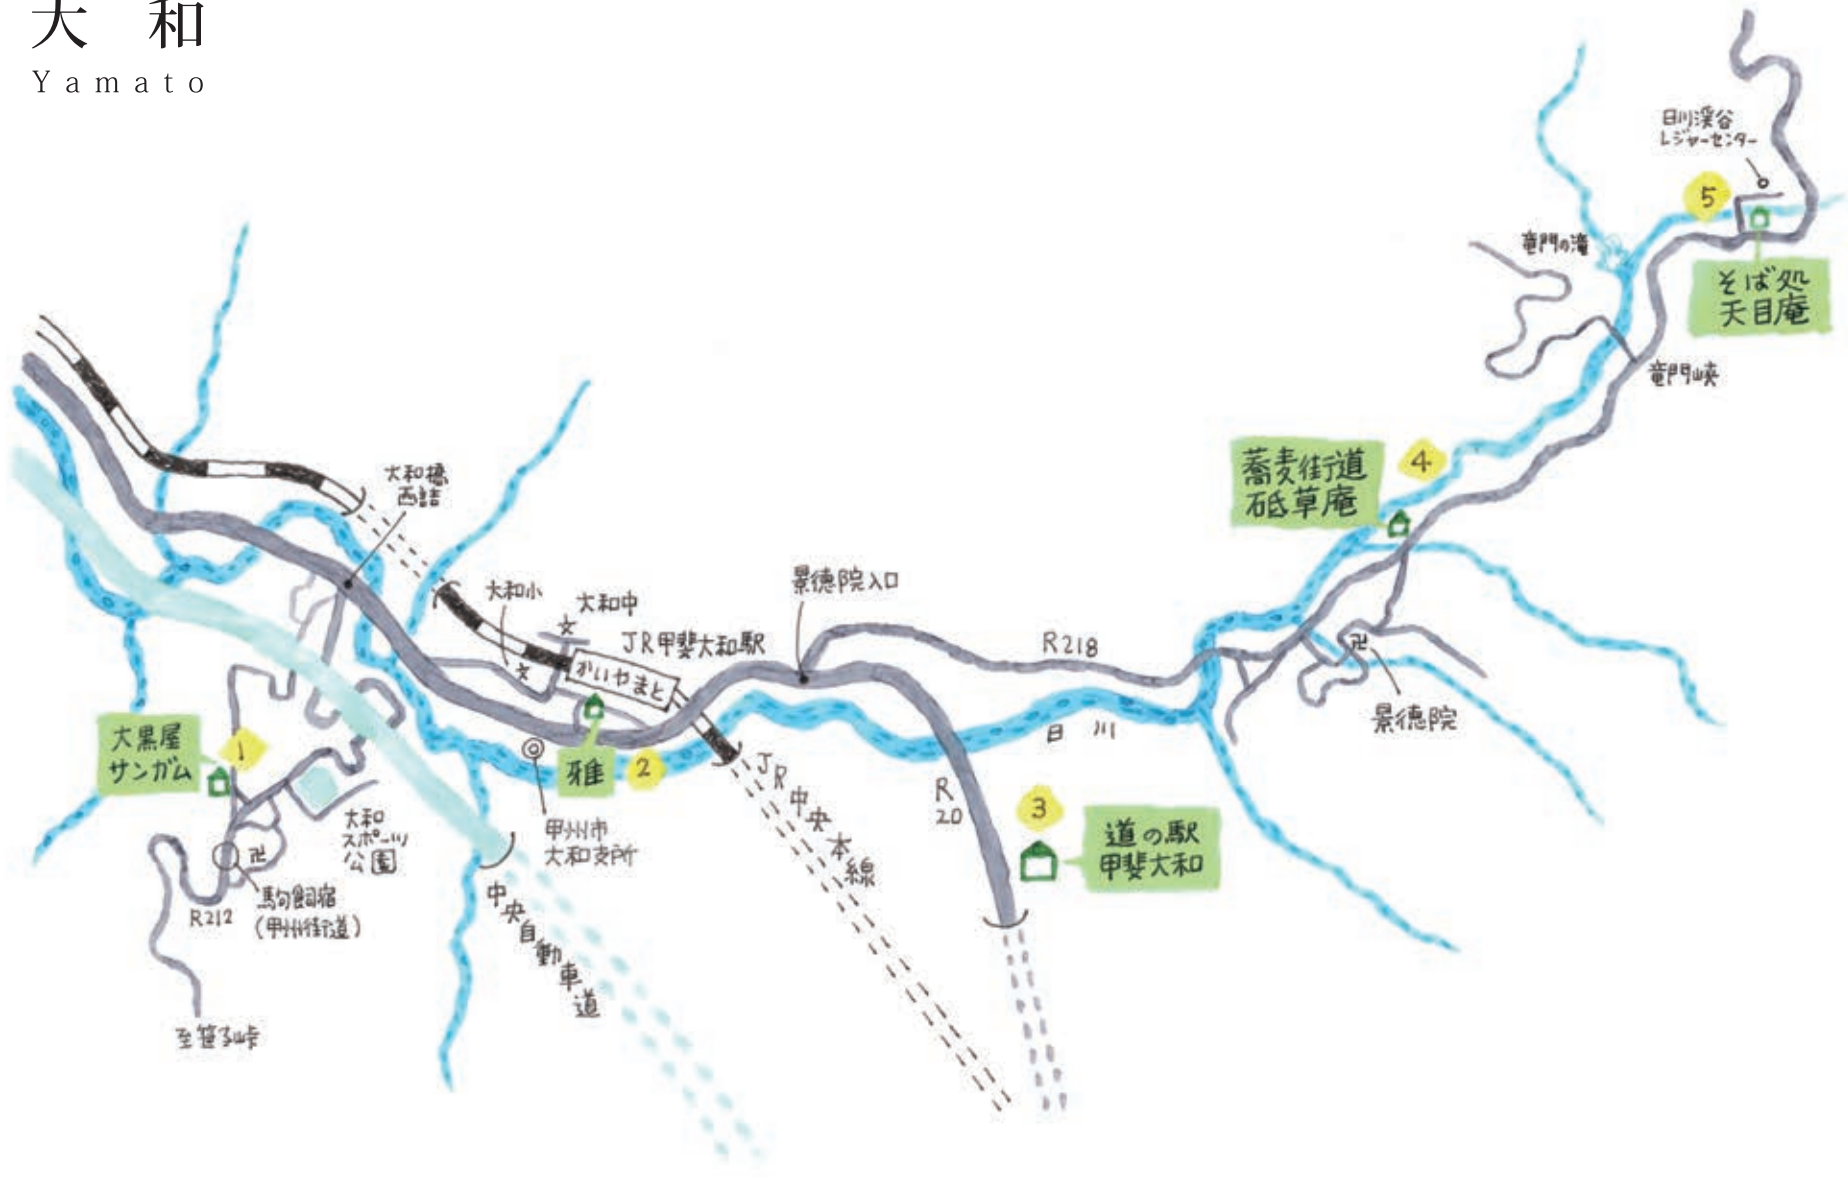 大和
Yamato
日川渓谷
レジャーセンター
5
竜門の滝
そば処
天目庵
竜門峡
4
蕎麦街道
砥草庵
大和橋
西詰
大和小
大和中
JR甲斐大和駅
かいやまと
景徳院入口
R218
卍
景徳院
日川
大黒屋
サンガム
1
雅
2
甲州市
大和支所
JR中央本線
R
20
3
道の駅
甲斐大和
大和
スポーツ
公園
卍
駒飼宿
(甲州街道)
R212
中央自動車道
至笹子峠